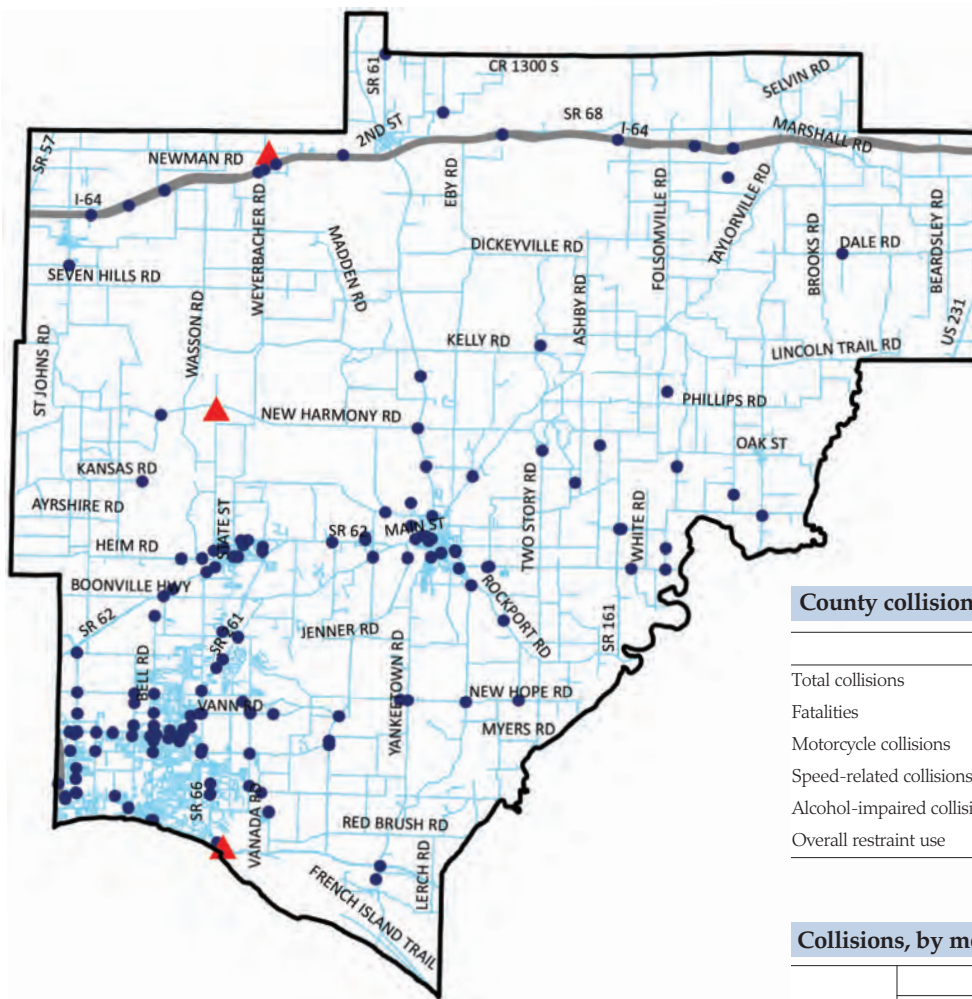 SR 61
CR 1300 S
SELVIN RD
SR-57
NEWMAN RD
2ND ST
SR 68
I-64
MARSHALL RD
I-64
WEYERBACHER RD
EBY RD
FOLSOMVILLE RD
TAYLORVILLE RD
BROOKS RD
DALE RD
BEARDSLEY RD
SEVEN HILLS RD
MADDEN RD
DICKEYVILLE RD
ASHBY RD
US 231
ST JOHNS RD
WASSON RD
KELLY RD
LINCOLN TRAIL RD
NEW HARMONY RD
PHILLIPS RD
OAK ST
KANSAS RD
AYRSHIRE RD
STATE ST
SR 62
MAIN ST
TWO STORY RD
WHITE RD
HEIM RD
BOONVILLE HWY
ROCKPORT RD
SR 62
SR 261
JENNER RD
SR 161
BELL RD
VANN RD
YANKEETOWN RD
NEW HOPE RD
MYERS RD
SR 66
VANADA RD
RED BRUSH RD
LERCH RD
FRENCH ISLAND TRAIL
County collision
Total collisions
Fatalities
Motorcycle collisions
Speed-related collisions
Alcohol-impaired collisi
Overall restraint use
Collisions, by mo